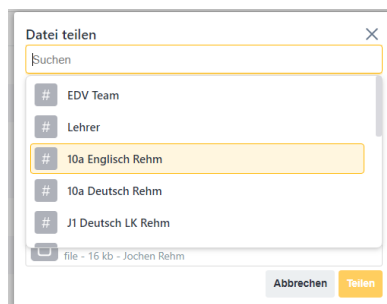 Datei teilen
Suchen
# EDV Team
# Lehrer
# 10a Englisch Rehm
# 10a Deutsch Rehm
# J1 Deutsch LK Rehm
file - 16 kb - Jochen Rehm
Abbrechen Teilen